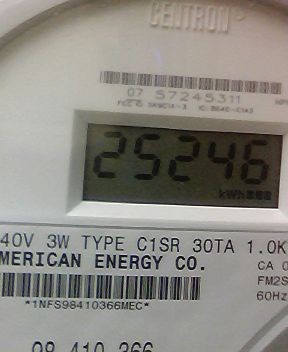 CENTRON
07 57245311
25246
kWh
40V 3W TYPE C1SR 30TA 1.0K
MERICAN ENERGY CO.
CA 0
FM2S
60Hz
*1NFS98410366MEC*
98 410 366